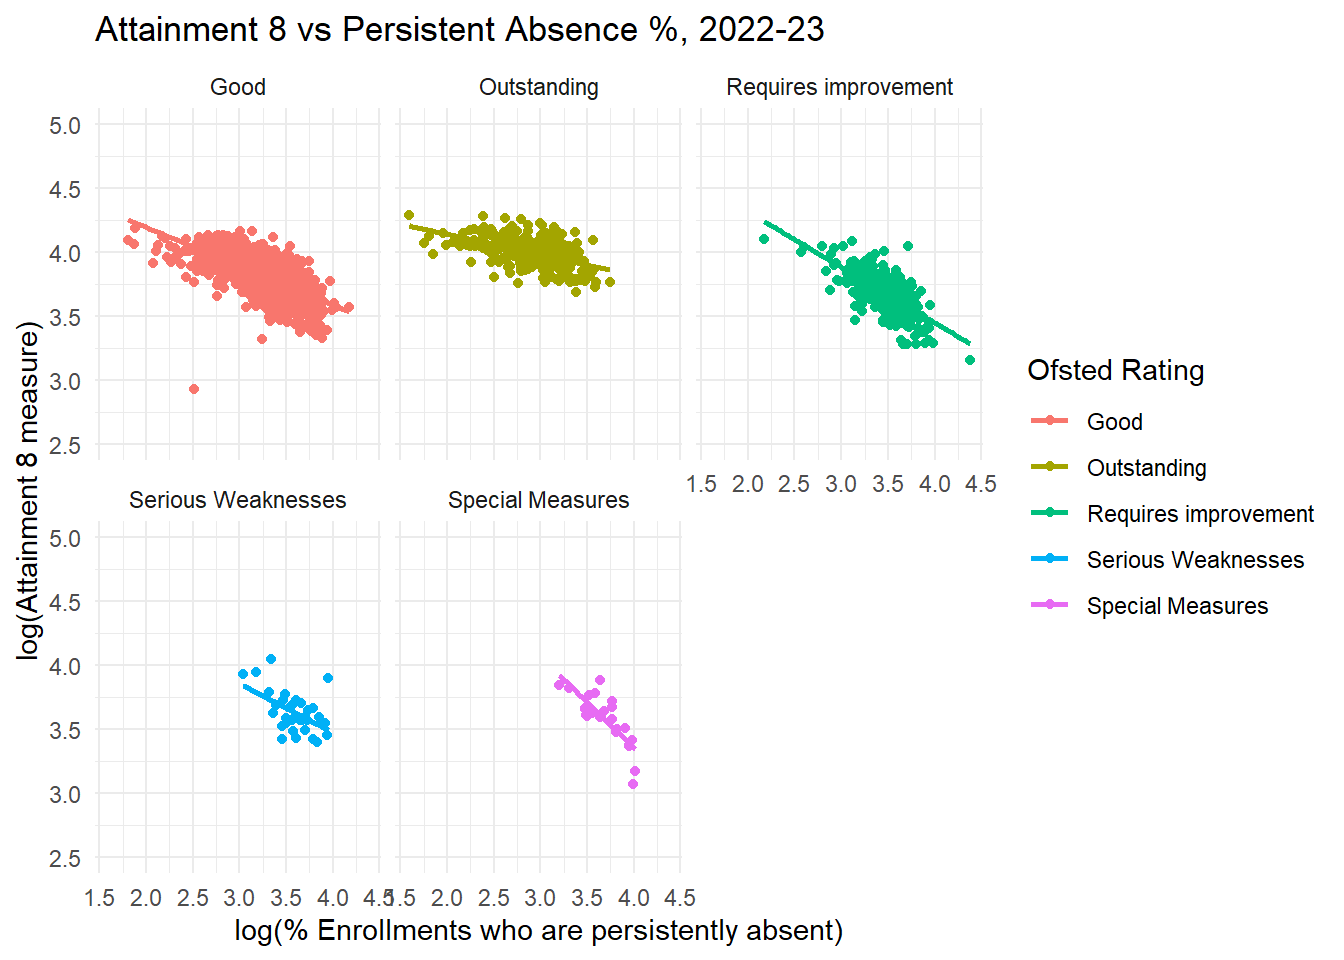 Attainment 8 vs Persistent Absence %, 2022-23
Good Outstanding Requires improvement
5.0
4.5
4.0
3.5
3.0
2.5
1.5 2.0 2.5 3.0 3.5 4.0 4.5
Serious Weaknesses Special Measures
5.0
4.5
4.0
3.5
3.0
2.5
1.5 2.0 2.5 3.0 3.5 4.0 4.5 1.5 2.0 2.5 3.0 3.5 4.0 4.5
log(% Enrollments who are persistently absent)
log(Attainment 8 measure)
Ofsted Rating
Good
Outstanding
Requires improvement
Serious Weaknesses
Special Measures